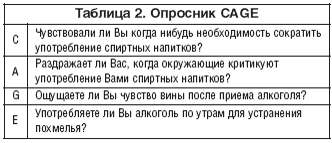 Таблица 2. Опросник CAGE
C Чувствовали ли Вы когда нибудь необходимость сократить
употребление спиртных напитков?
A Раздражает ли Вас, когда окружающие критикуют
употребление Вами спиртных напитков?
G Ощущаете ли Вы чувство вины после приема алкоголя?
E Употребляете ли Вы алкоголь по утрам для устранения
похмелья?